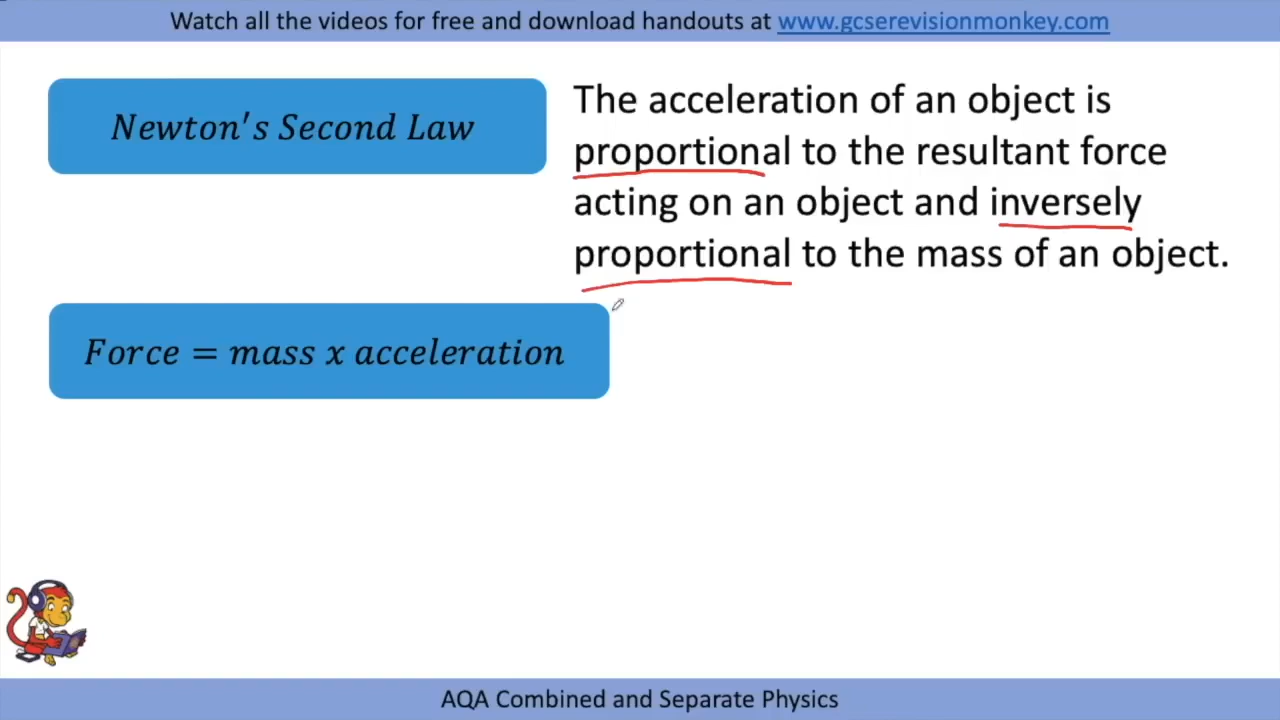 Watch all the videos for free and download handouts at www.gcserevisionmonkey.com
Newton's Second Law
The acceleration of an object is
proportional to the resultant force
acting on an object and inversely
proportional to the mass of an object.
Force = mass x acceleration
AQA Combined and Separate Physics